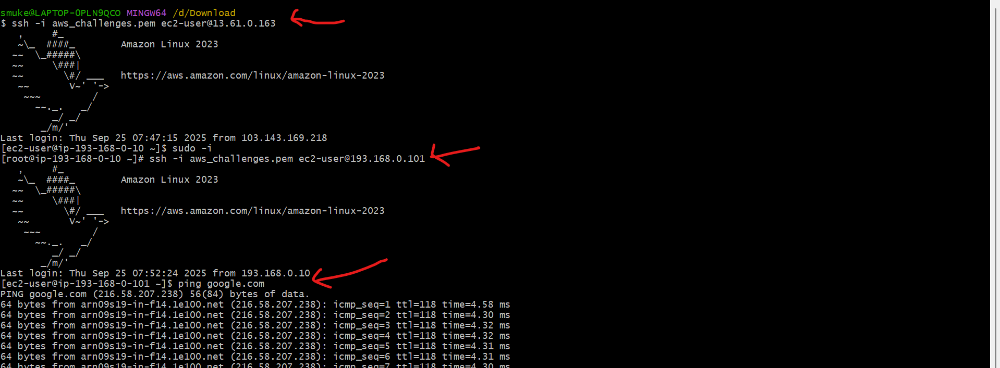 smuke@LAPTOP-0PLN9QCO MINGW64 /d/Download
$ ssh -i aws_challenges.pem ec2-user@13.61.0.163
   ,     #_
   ~\_  ####_        Amazon Linux 2023
  ~~  \_#####\
  ~~     \###|
  ~~       \#/ ___   https://aws.amazon.com/linux/amazon-linux-2023
   ~~       V~' '->
    ~~~         /
      ~~._.   _/
         _/ _/
       _/m/'
Last login: Thu Sep 25 07:47:15 2025 from 103.143.169.218
[ec2-user@ip-193-168-0-10 ~]$ sudo -i
[root@ip-193-168-0-10 ~]# ssh -i aws_challenges.pem ec2-user@193.168.0.101
   ,     #_
   ~\_  ####_        Amazon Linux 2023
  ~~  \_#####\
  ~~     \###|
  ~~       \#/ ___   https://aws.amazon.com/linux/amazon-linux-2023
   ~~       V~' '->
    ~~~         /
      ~~._.   _/
         _/ _/
       _/m/'
Last login: Thu Sep 25 07:52:24 2025 from 193.168.0.10
[ec2-user@ip-193-168-0-101 ~]$ ping google.com
PING google.com (216.58.207.238) 56(84) bytes of data.
64 bytes from arn09s19-in-f14.1e100.net (216.58.207.238): icmp_seq=1 ttl=118 time=4.58 ms
64 bytes from arn09s19-in-f14.1e100.net (216.58.207.238): icmp_seq=2 ttl=118 time=4.30 ms
64 bytes from arn09s19-in-f14.1e100.net (216.58.207.238): icmp_seq=3 ttl=118 time=4.32 ms
64 bytes from arn09s19-in-f14.1e100.net (216.58.207.238): icmp_seq=4 ttl=118 time=4.32 ms
64 bytes from arn09s19-in-f14.1e100.net (216.58.207.238): icmp_seq=5 ttl=118 time=4.31 ms
64 bytes from arn09s19-in-f14.1e100.net (216.58.207.238): icmp_seq=6 ttl=118 time=4.31 ms
64 bytes from arn09s19-in-f14.1e100.net (216.58.207.238): icmp_seq=7 ttl=118 time=4.30 ms